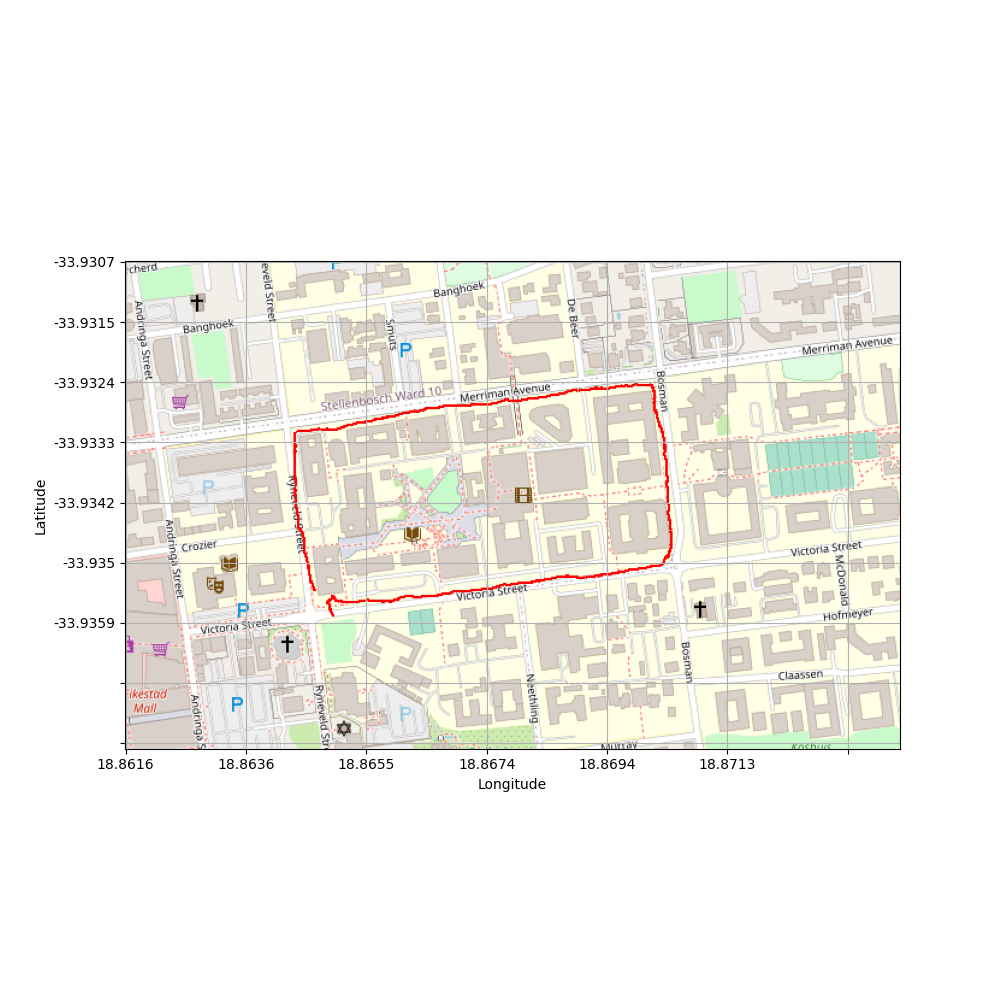 -33.9307
-33.9315
-33.9324
-33.9333
-33.9342
-33.935
-33.9359
Latitude
18.8616
18.8636
18.8655
18.8674
18.8694
18.8713
Longitude
rcherd
eveld Street
Banghoek
Banghoek
Andringa Street
Smuts
De Beer
P
P
Merriman Avenue
Merriman Avenue
Stellenbosch Ward 10
Bosman
P
Ryneveld Street
Andringa Street
Crozier
Victoria Street
McDonald
P
Victoria Street
Victoria Street
Hofmeyer
Bosman
Claassen
Eikestad
Mall
P
Andringa S
Ryneveld Stre
P
Neethling
Murray
Koshuis